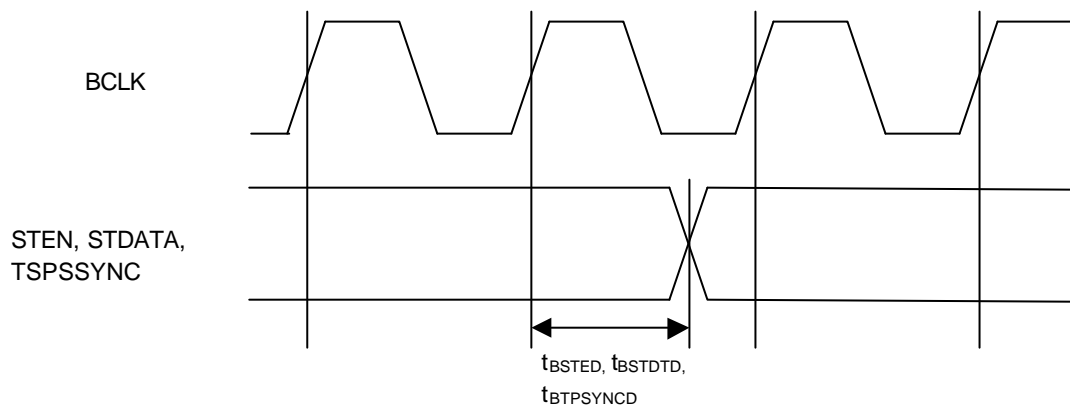 BCLK
STEN, STDATA,
TSPSSYNC
tBSTED, tBSTDTD,
tBTPSYNCD